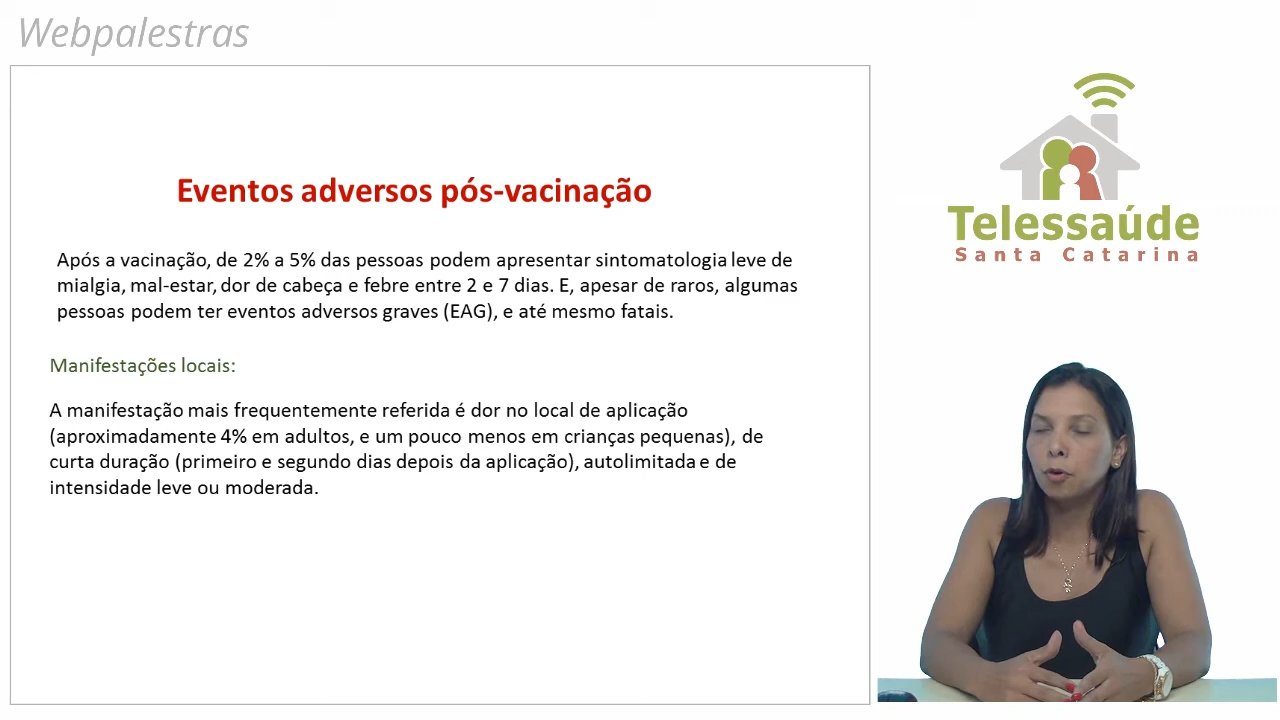 Webpalestras
Eventos adversos pós-vacinação
Após a vacinação, de 2% a 5% das pessoas podem apresentar sintomatologia leve de
mialgia, mal-estar, dor de cabeça e febre entre 2 e 7 dias. E, apesar de raros, algumas
pessoas podem ter eventos adversos graves (EAG), e até mesmo fatais.
Manifestações locais:
A manifestação mais frequentemente referida é dor no local de aplicação
(aproximadamente 4% em adultos, e um pouco menos em crianças pequenas), de
curta duração (primeiro e segundo dias depois da aplicação), autolimitada e de
intensidade leve ou moderada.
Telessaúde
Santa Catarina